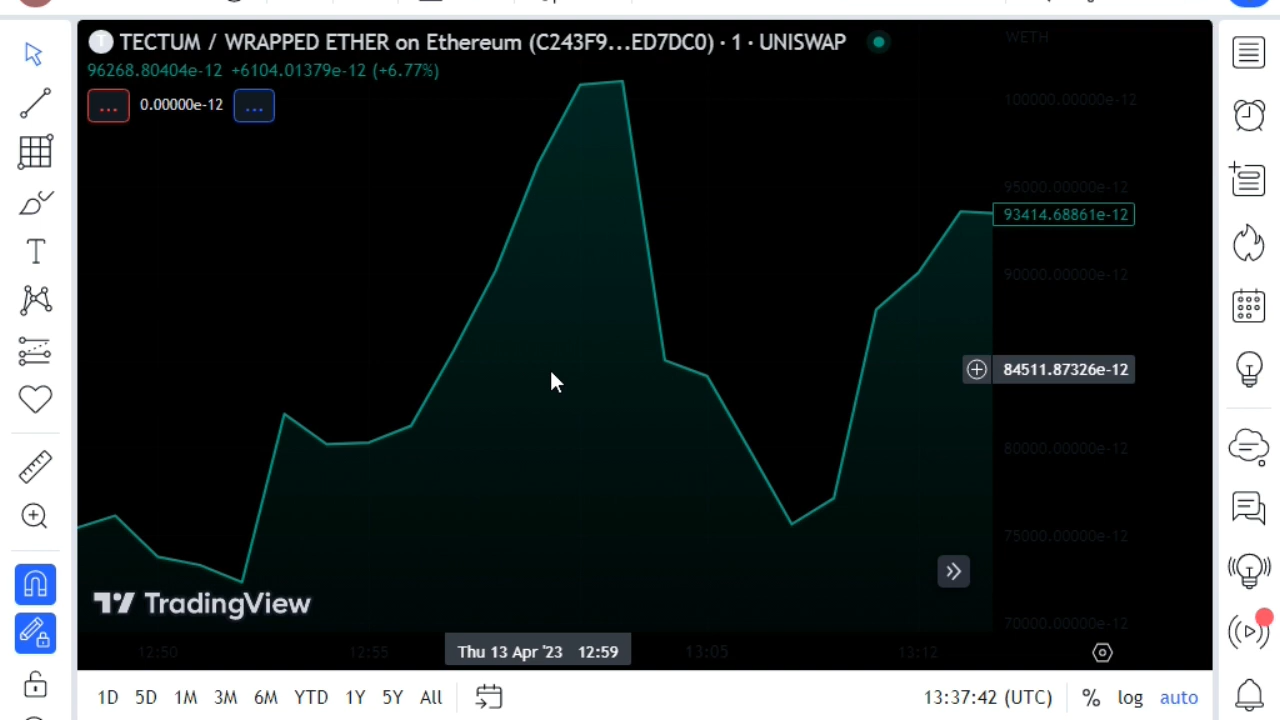 TECTUM / WRAPPED ETHER on Ethereum (C243F9...ED7DC0) · 1 · UNISWAP
WETH
96268.80404e-12 +6104.01379e-12 (+6.77%)
... 0.00000e-12 ...
100000.00000e-12
95000.00000e-12
93414.68861e-12
90000.00000e-12
84511.87326e-12
80000.00000e-12
75000.00000e-12
TradingView
70000.00000e-12
12:50 12:55 Thu 13 Apr '23 12:59 13:05 13:12
1D 5D 1M 3M 6M YTD 1Y 5Y All 13:37:42 (UTC) % log auto